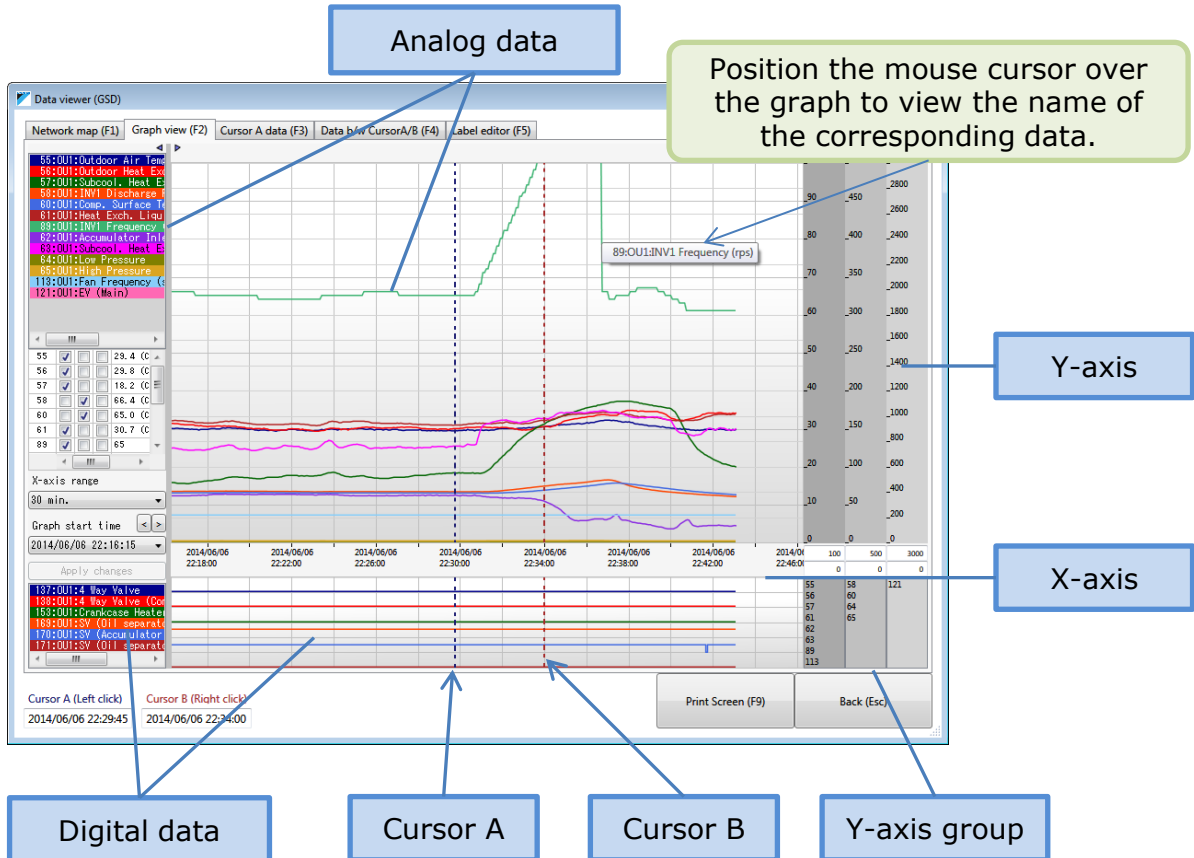 Analog data
Position the mouse cursor over
the graph to view the name of
the corresponding data.
Data viewer (GSD)
Network map (F1)
Graph view (F2)
Cursor A data (F3)
Data b/w CursorA/B (F4)
Label editor (F5)
55:OU1:Outdoor Air Temp
56:OU1:Outdoor Heat Exc
57:OU1:Subcool. Heat E
58:OU1:INV1 Discharge
60:OU1:Comp. Surface Te
61:OU1:Heat Exch. Liqu
89:OU1:INV1 Frequency
62:OU1:Accumulator Inle
63:OU1:Subcool. Heat E
64:OU1:Low Pressure
65:OU1:High Pressure
113:OU1:Fan Frequency (s
121:OU1:EV (Main)
55 29.4 (C
56 29.8 (C
57 18.2 (C
58 66.4 (C
60 65.0 (C
61 30.7 (C
89 65
X-axis range
30 min.
Graph start time < >
2014/06/06 22:16:15
Apply changes
89:OU1:INV1 Frequency (rps)
90 450 2800
2600
80 400 2400
2200
70 350 2000
1800
60 300 1600
50 250 1400
40 200 1200
1000
30 150 800
20 100 600
400
10 50 200
0 0 0
2014/06/06 2014/06/06 2014/06/06 2014/06/06 2014/06/06 2014/06/06 2014/06/06 2014/0
22:18:00 22:22:00 22:26:00 22:30:00 22:34:00 22:38:00 22:42:00 22:46:0
100 500 3000
0 0 0
55 58 121
56 60
57 64
61 65
62
63
89
113
137:OU1:4 Way Valve
138:OU1:4 Way Valve (Co
153:OU1:Crankcase Heater
169:OU1:SV (Oil separat
170:OU1:SV (Accumulator
171:OU1:SV (Oil separat
Cursor A (Left click)
Cursor B (Right click)
2014/06/06 22:29:45
2014/06/06 22:34:00
Print Screen (F9)
Back (Esc)
Y-axis
X-axis
Digital data
Cursor A
Cursor B
Y-axis group